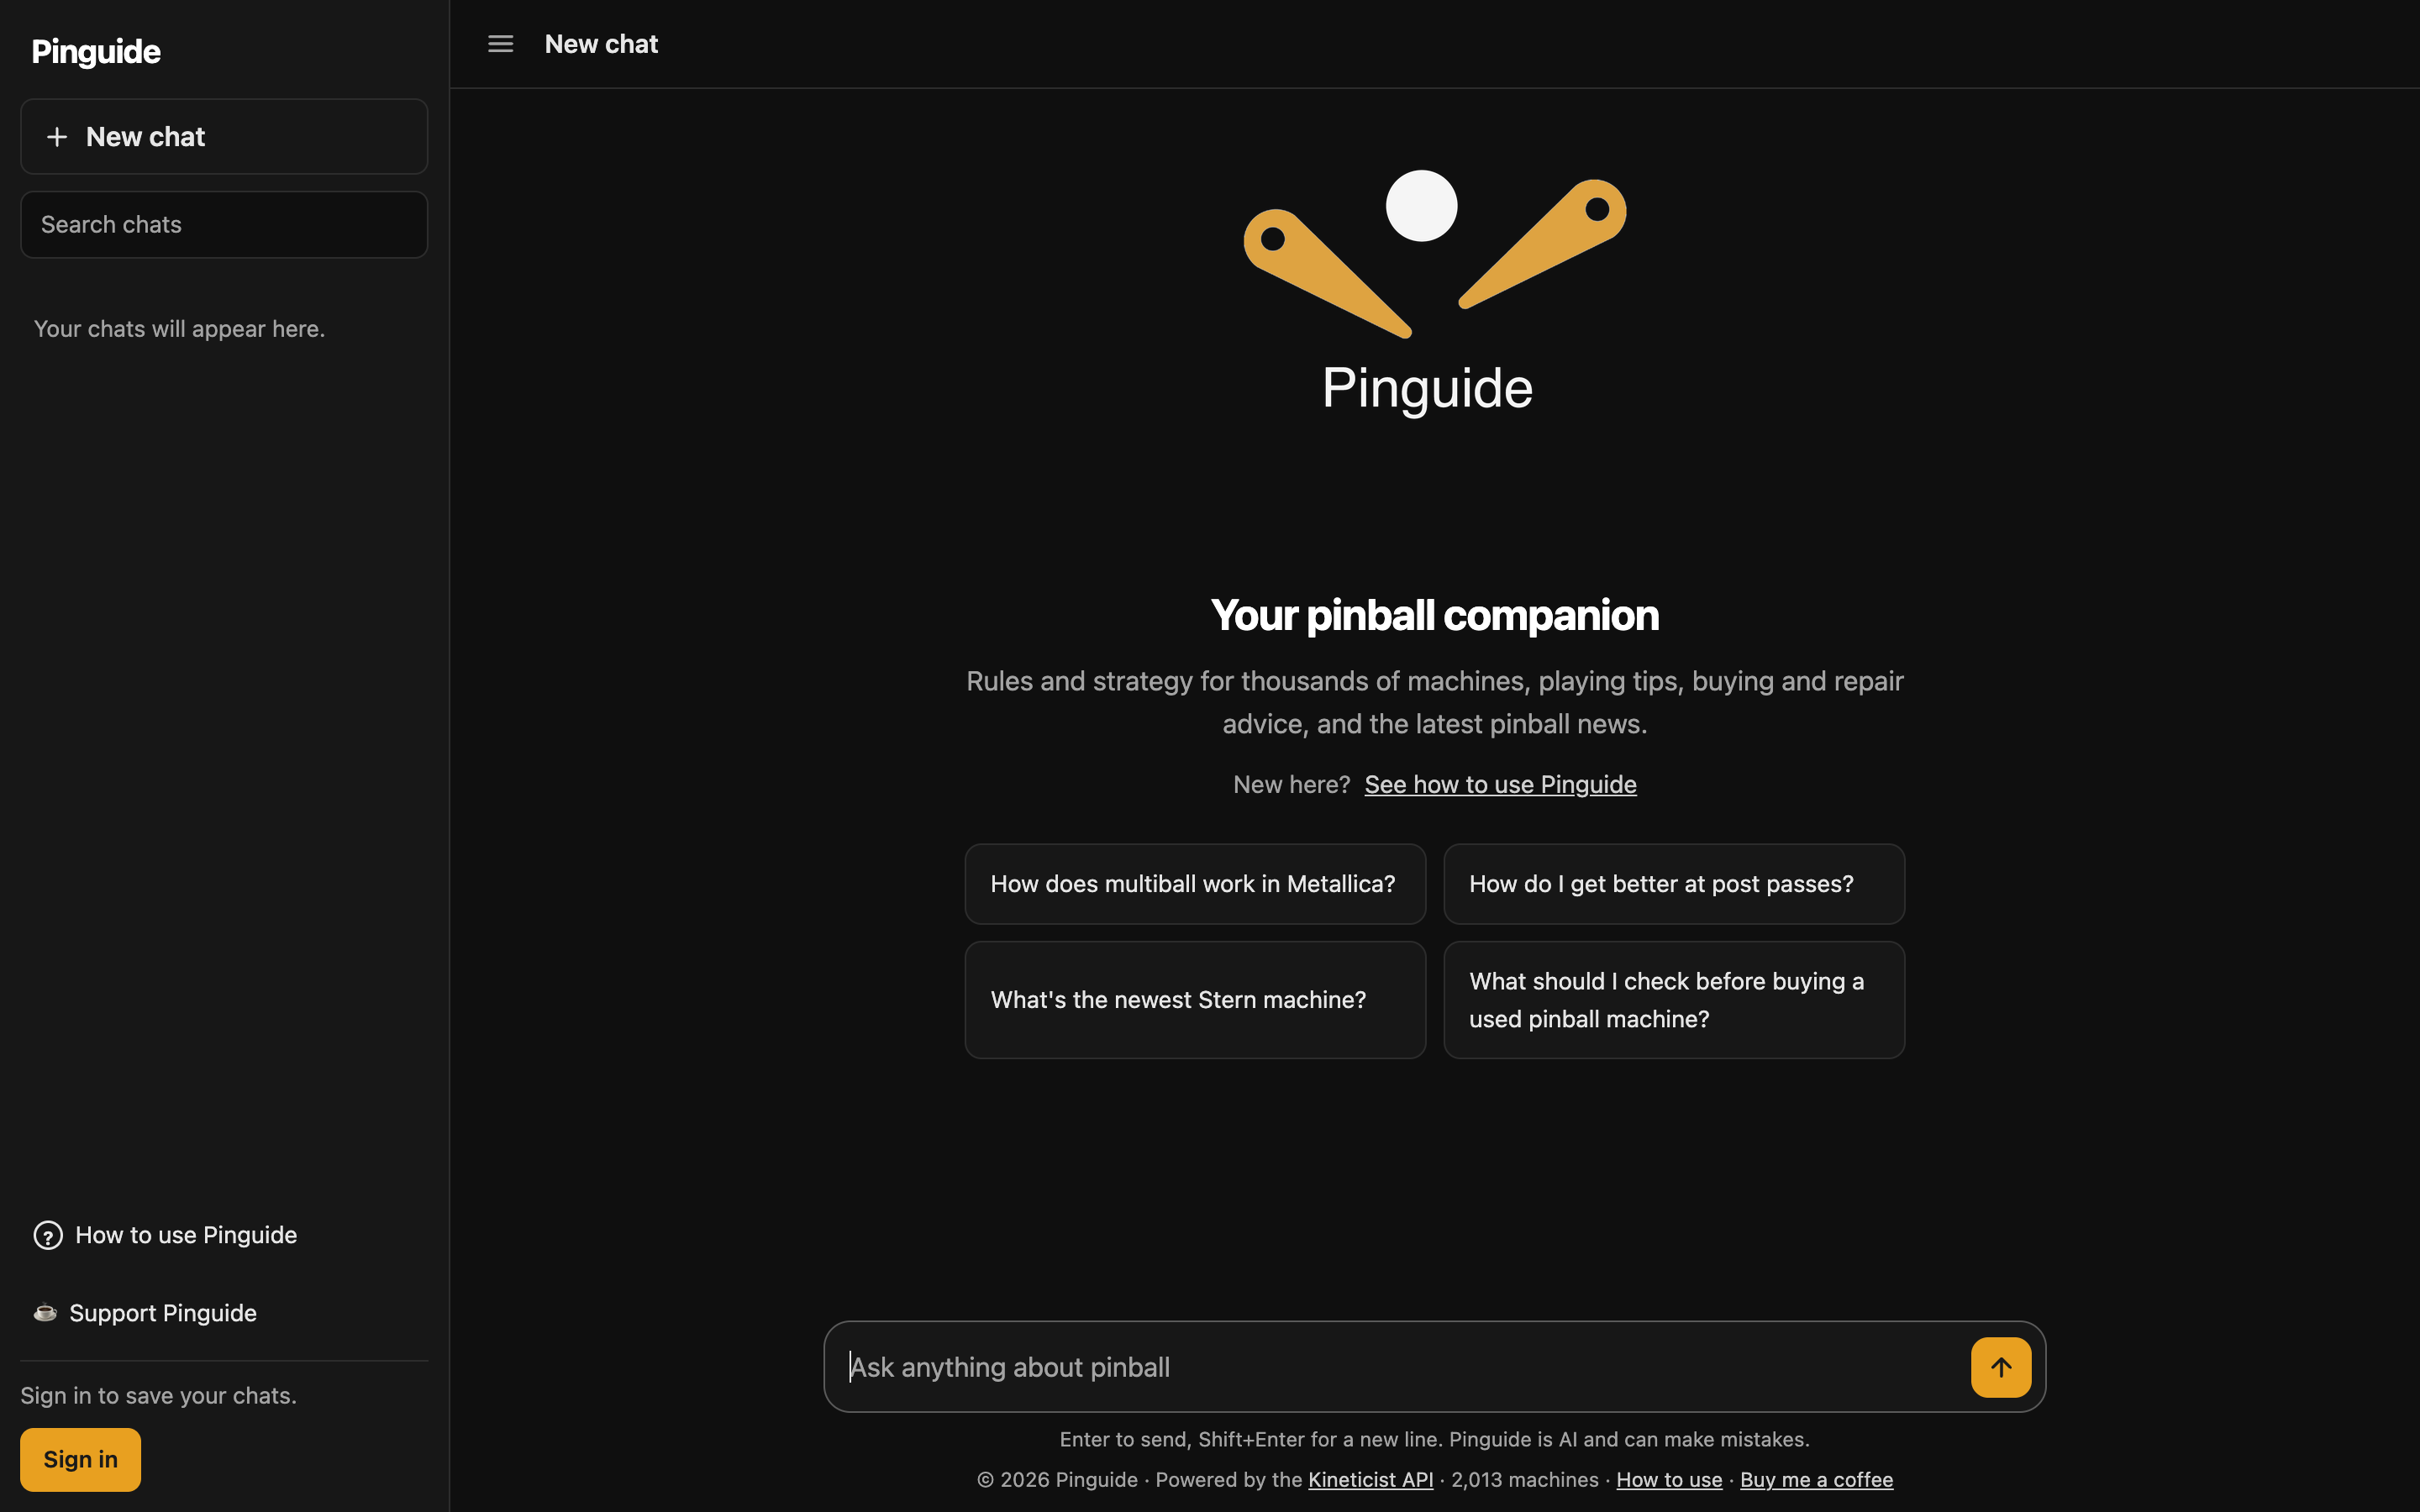 Pinguide
New chat
Search chats
Your chats will appear here.
How to use Pinguide
Support Pinguide
Sign in to save your chats.
Sign in
New chat
Pinguide
Your pinball companion
Rules and strategy for thousands of machines, playing tips, buying and repair
advice, and the latest pinball news.
New here? See how to use Pinguide
How does multiball work in Metallica?
How do I get better at post passes?
What's the newest Stern machine?
What should I check before buying a
used pinball machine?
Ask anything about pinball
Enter to send, Shift+Enter for a new line. Pinguide is AI and can make mistakes.
© 2026 Pinguide · Powered by the Kineticist API · 2,013 machines · How to use · Buy me a coffee